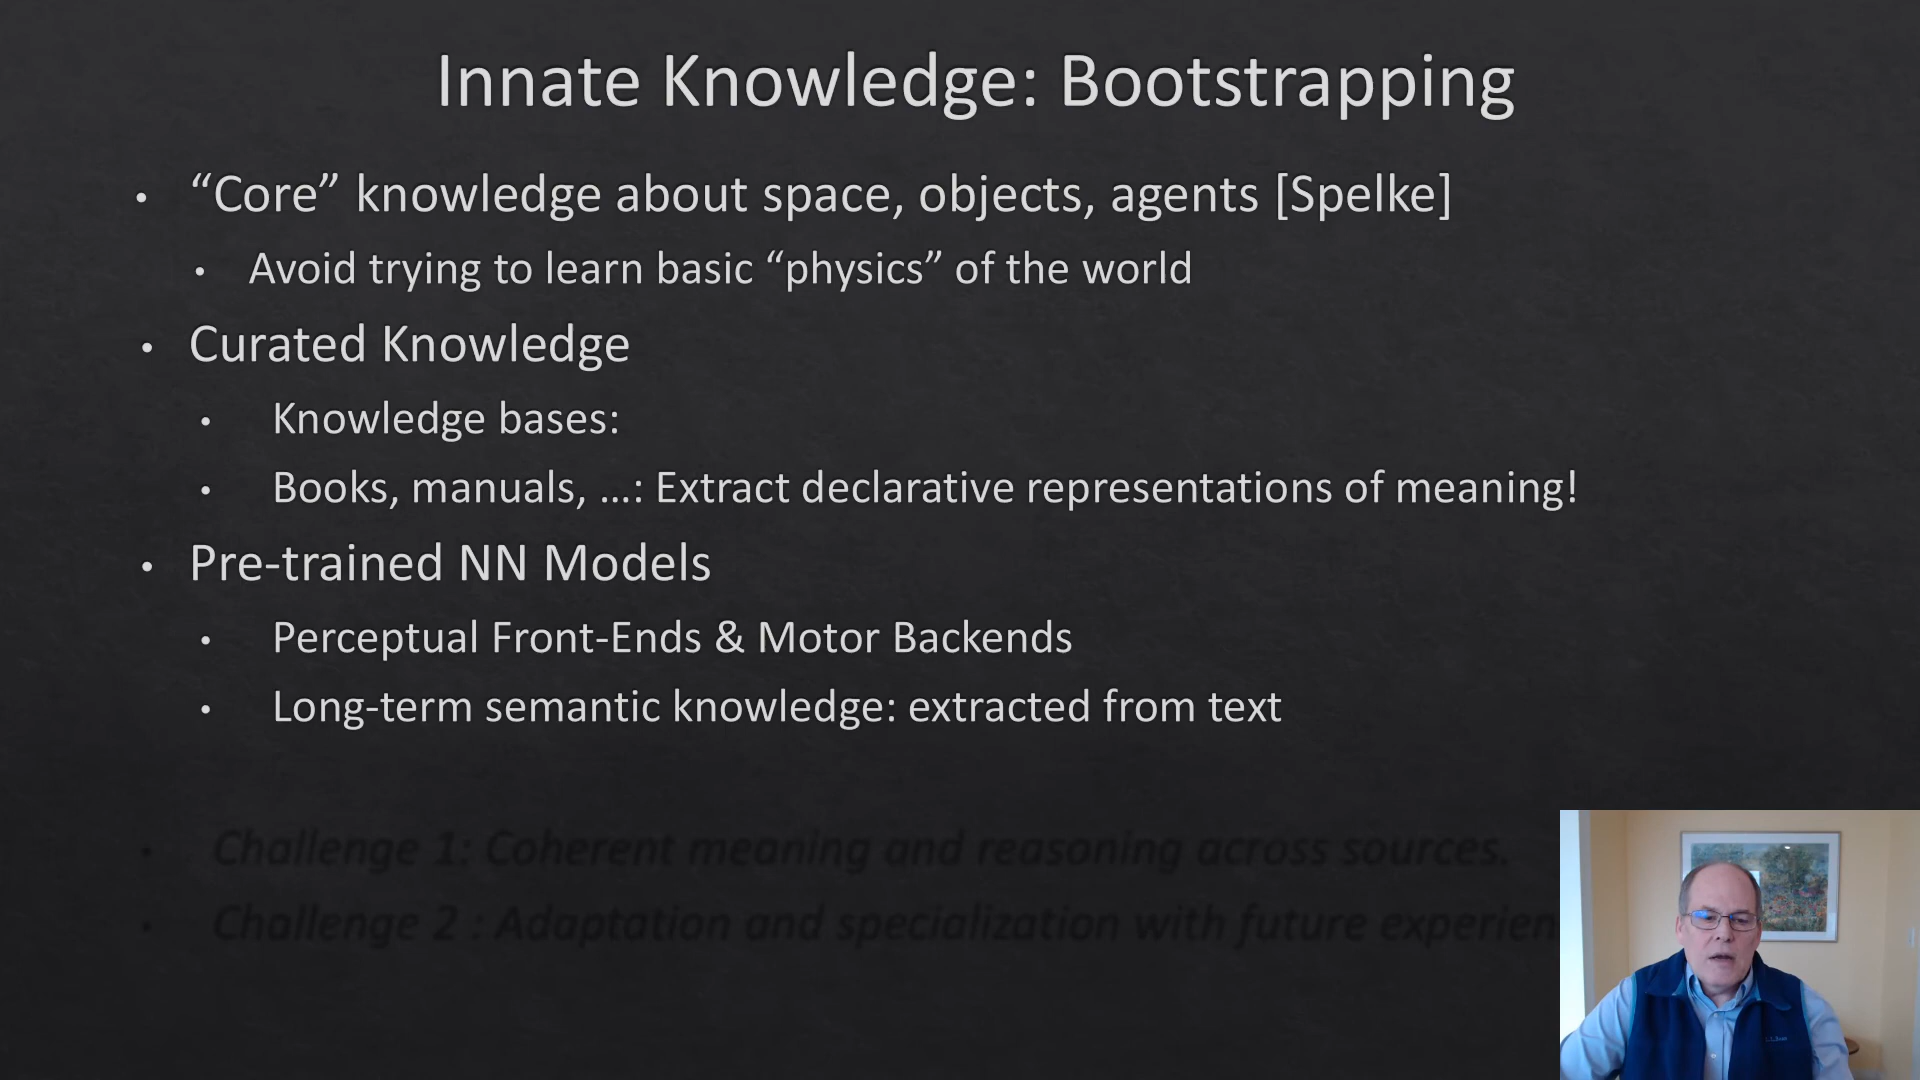 Innate Knowledge: Bootstrapping
• “Core” knowledge about space, objects, agents [Spelke]
• Avoid trying to learn basic “physics” of the world
• Curated Knowledge
• Knowledge bases:
• Books, manuals, …: Extract declarative representations of meaning!
• Pre-trained NN Models
• Perceptual Front-Ends & Motor Backends
• Long-term semantic knowledge: extracted from text
• Challenge 1: Coherent meaning and reasoning across sources.
• Challenge 2 : Adaptation and specialization with future